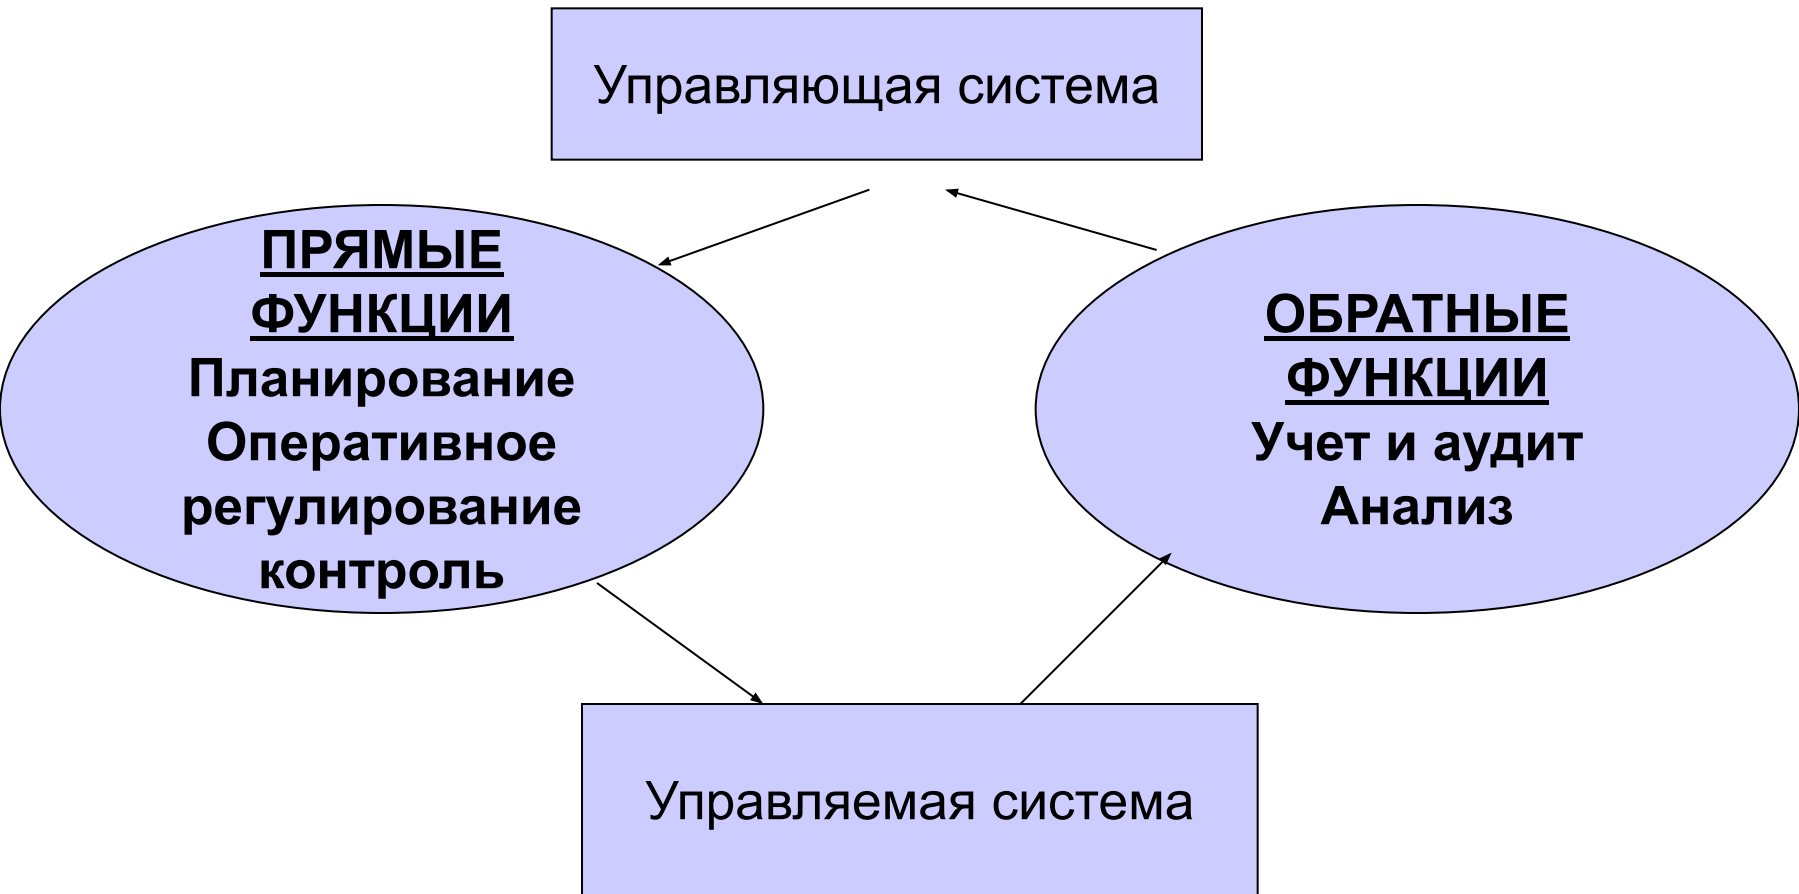 Управляющая система
ПРЯМЫЕ
ФУНКЦИИ
Планирование
Оперативное
регулирование
контроль
ОБРАТНЫЕ
ФУНКЦИИ
Учет и аудит
Анализ
Управляемая система